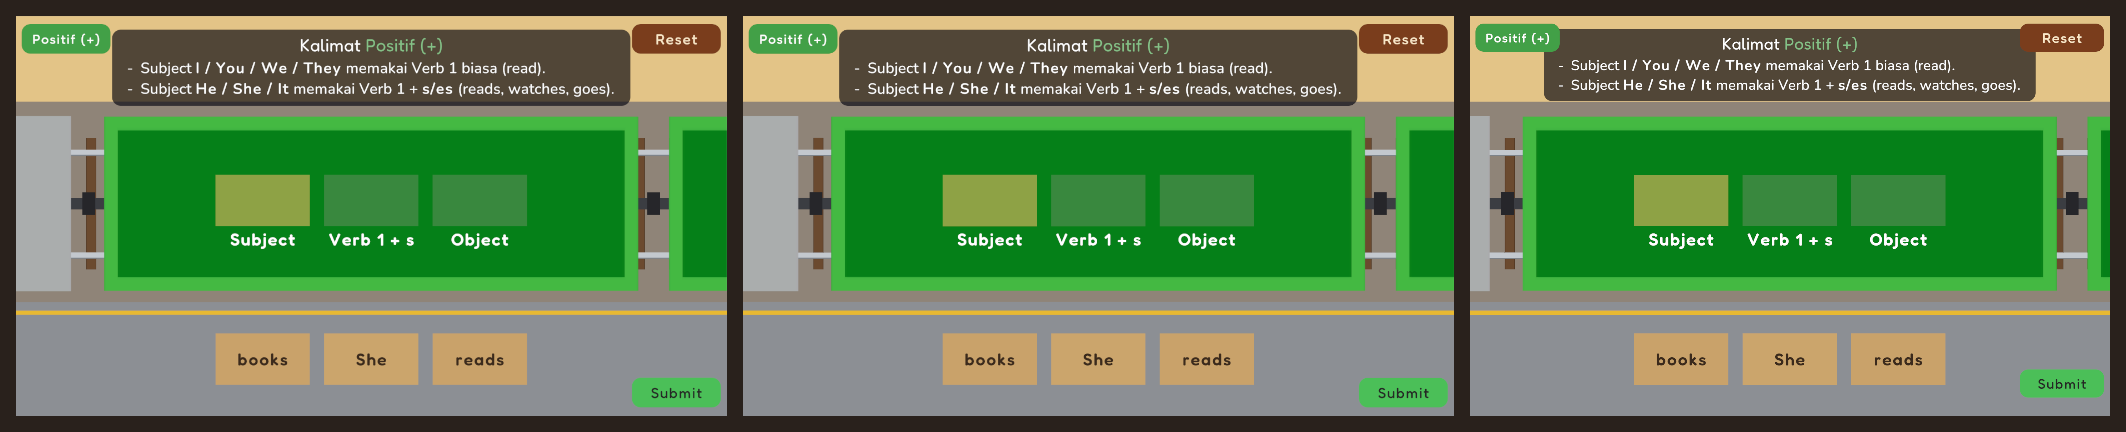 Positif (+)
Kalimat Positif (+)
Reset
- Subject I / You / We / They memakai Verb 1 biasa (read).
- Subject He / She / It memakai Verb 1 + s/es (reads, watches, goes).
Subject Verb 1 + s Object
books She reads
Submit
Positif (+)
Kalimat Positif (+)
Reset
- Subject I / You / We / They memakai Verb 1 biasa (read).
- Subject He / She / It memakai Verb 1 + s/es (reads, watches, goes).
Subject Verb 1 + s Object
books She reads
Submit
Positif (+)
Kalimat Positif (+)
Reset
- Subject I / You / We / They memakai Verb 1 biasa (read).
- Subject He / She / It memakai Verb 1 + s/es (reads, watches, goes).
Subject Verb 1 + s Object
books She reads
Submit